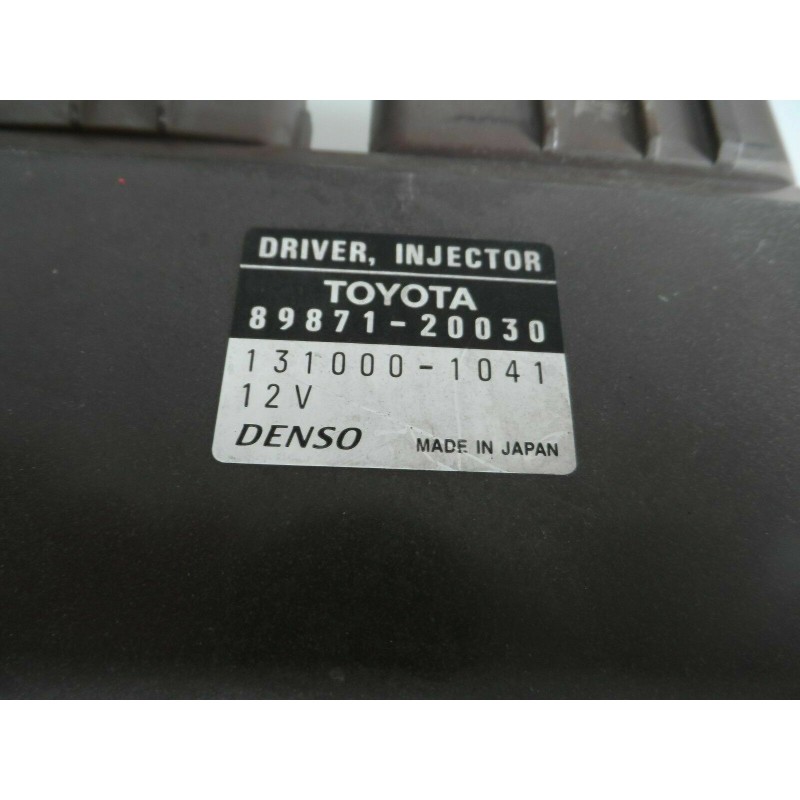 DRIVER, INJECTOR
TOYOTA
89871-20030
131000-1041
12V
DENSO MADE IN JAPAN